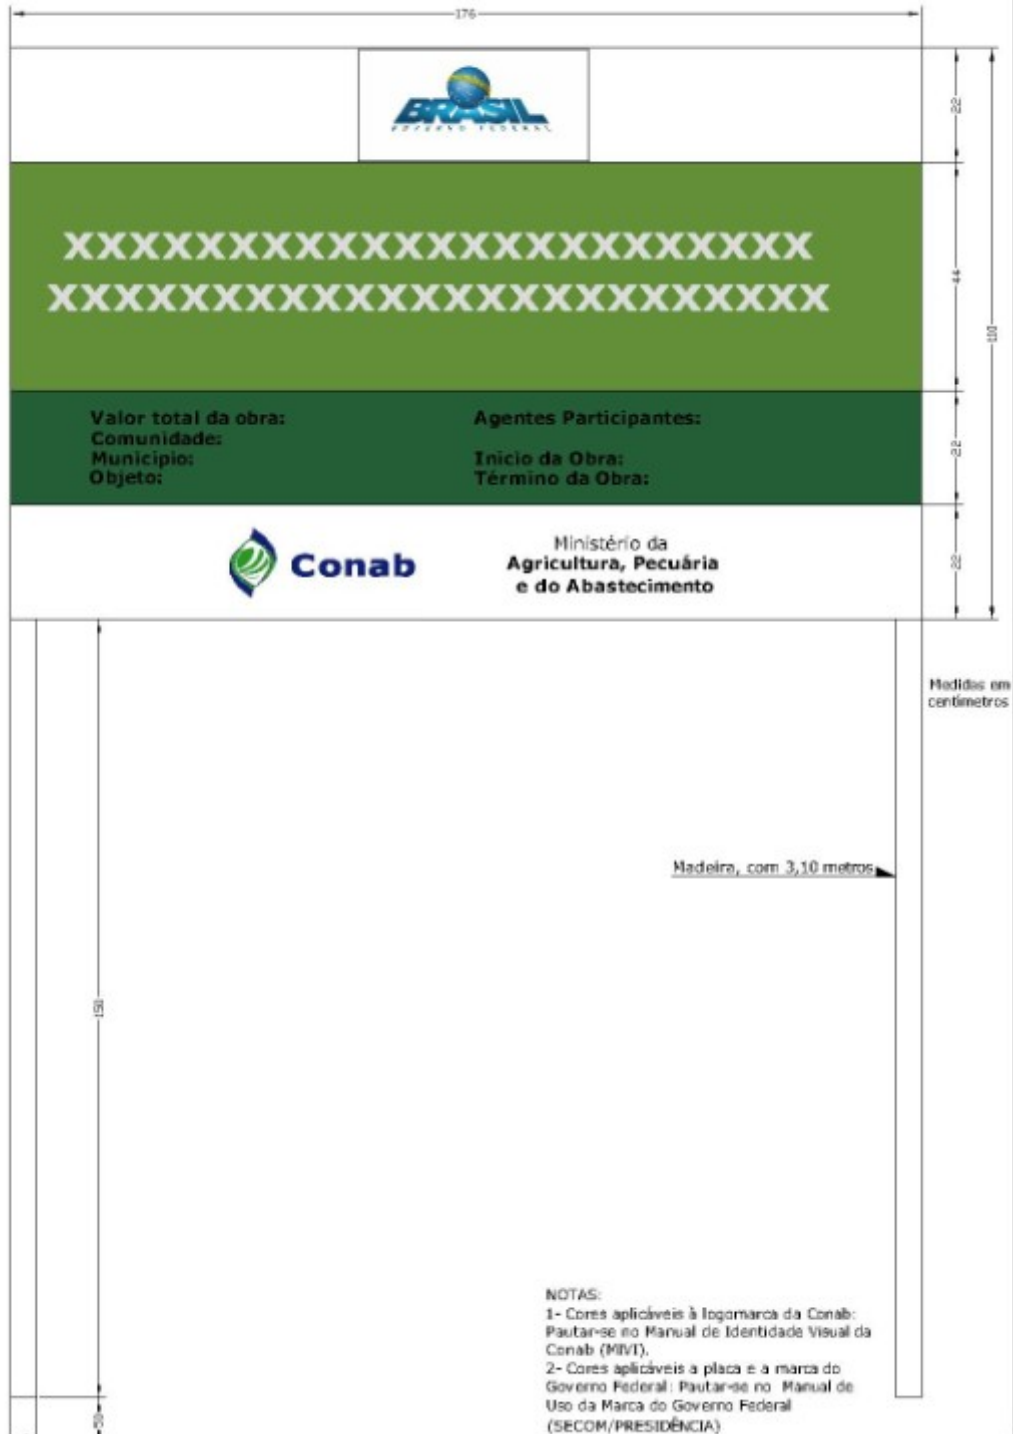 176
BRASIL
GOVERNO FEDERAL
22
XXXXXXXXXXXXXXXXXXXXXXX
XXXXXXXXXXXXXXXXXXXXXXXX
44
110
Valor total da obra:
Comunidade:
Município:
Objeto:
Agentes Participantes:
Inicio da Obra:
Término da Obra:
22
Conab
Ministério da
Agricultura, Pecuária
e do Abastecimento
22
Medidas em
centímetros
Madeira, com 3,10 metros
150
NOTAS:
1- Cores aplicáveis à logomarca da Conab:
Pautar-se no Manual de Identidade Visual da
Conab (MIVI).
2- Cores aplicáveis a placa e a marca do
Governo Federal: Pautar-se no Manual de
Uso da Marca do Governo Federal
(SECOM/PRESIDÊNCIA)
50